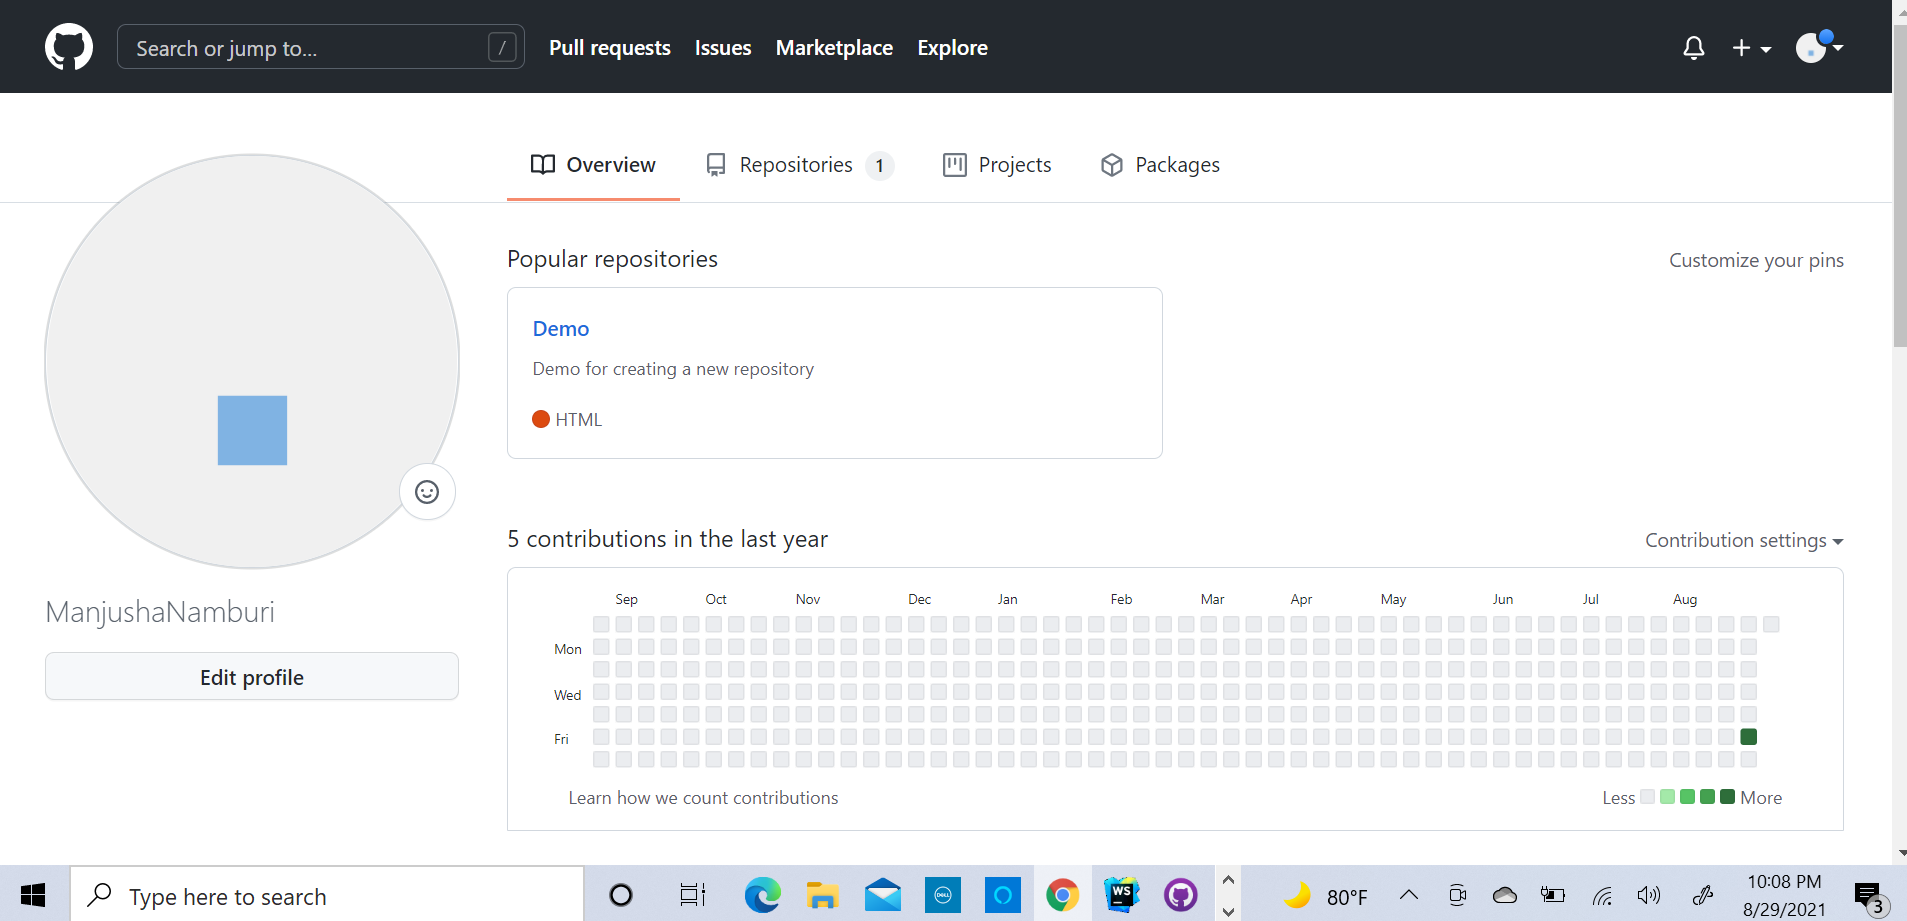 Search or jump to... /
Pull requests Issues Marketplace Explore
Overview Repositories 1 Projects Packages
Popular repositories
Customize your pins
Demo
Demo for creating a new repository
HTML
ManjushaNamburi
Edit profile
5 contributions in the last year
Contribution settings
Sep Oct Nov Dec Jan Feb Mar Apr May Jun Jul Aug
Mon
Wed
Fri
Learn how we count contributions
Less More
Type here to search
DELL
WS
80°F
10:08 PM
8/29/2021
3